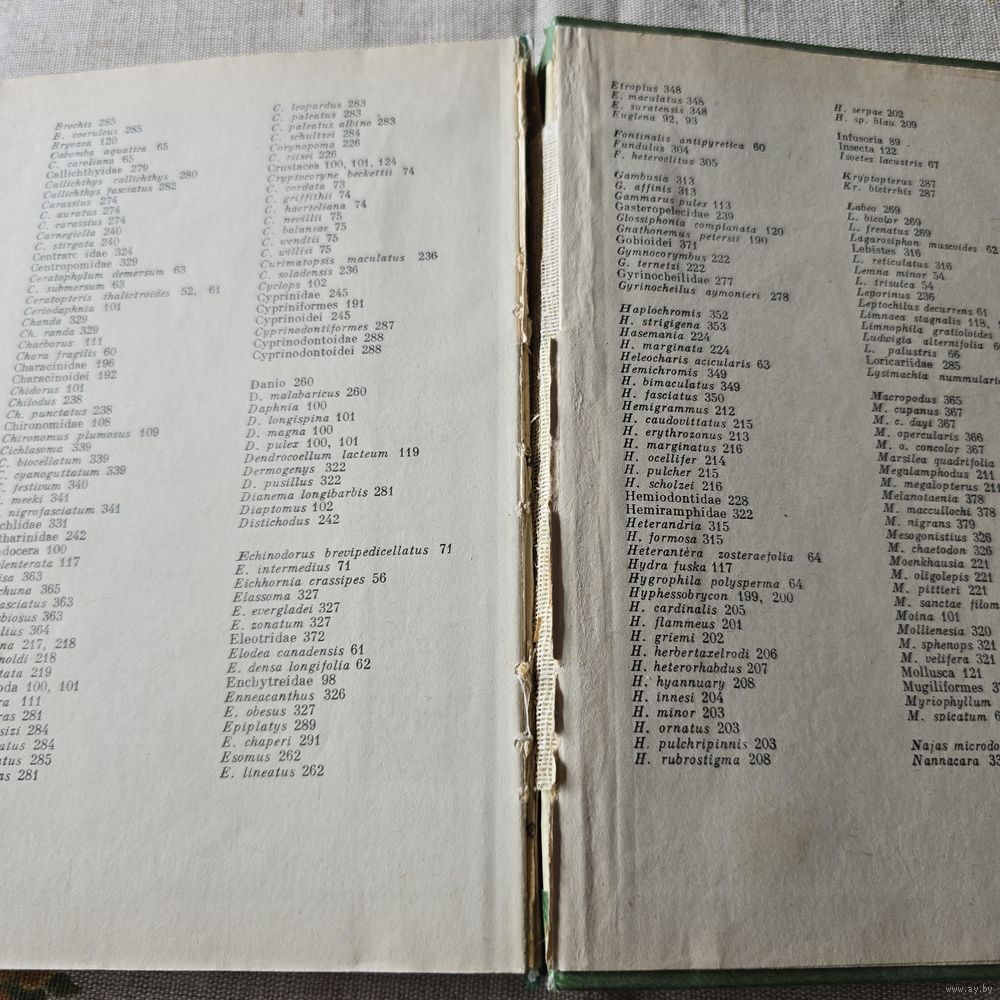 Brochis 285
B. coeruleus 285
Bryozoa 120
Cabomba aquatica 65
C. caroliana 65
Callichthyidae 279
Callichthys callichthys 280
Callichthys fasciatus 282
Carassius 274
C. auratus 274
C. carassius 274
Carnegiella 240
C. stirgata 240
Centrarc idae 324
Centropomidae 329
Ceratophylum demersum 63
C. submersum 63
Ceratopteris thalictroides 52, 61
Ceriodaphnia 101
Chanda 329
Ch. randa 329
Chaoborus 111
Chara fragilis 60
Characinidae 196
Characinoidei 192
Chidorus 101
Chilodus 238
Ch. punctatus 238
Chironomidae 108
Chironomus plumosus 109
Cichlasoma 339
C. biocellatum 339
C. cyanoguttatum 339
C. festivum 340
meeki 341
nigrofasciatum 341
chlidae 331
tharinidae 242
adocera 100
elenterata 117
isa 363
chuna 365
asciatus 363
abiosus 363
alius 364
na 217, 218
noldi 218
tata 219
oda 100, 101
ra 111
ras 281
sizi 284
atus 284
atus 285
ns 281
C. leopardus 283
C. paleatus 283
C. paleatus albino 283
C. schultzei 284
Corynopoma 226
C. riisei 226
Crustacea 100, 101, 124
Cryptocoryne beckettii 74
C. cordata 73
C. griffithii 74
C. haerteliana 74
C. nevillii 75
C. balansae 75
C. wendtii 75
C. willisi 75
Curimatopsis maculatus 236
C. soladensis 236
Cyclops 102
Cyprinidae 245
Cypriniformes 191
Cyprinoidei 245
Cyprinodontiformes 287
Cyprinodontoidae 288
Cyprinodontoidei 288
Danio 260
D. malabaricus 260
Daphnia 100
D. longispina 101
D. magna 100
D. pulex 100, 101
Dendrocoellum lacteum 119
Dermogenys 322
D. pusillus 322
Dianema longibarbis 281
Diaptomus 102
Distichodus 242
Echinodorus brevipedicellatus 71
E. intermedius 71
Eichhornia crassipes 56
Elassoma 327
E. evergladei 327
E. zonatum 327
Eleotridae 372
Elodea canadensis 61
E. densa longifolia 62
Enchytreidae 98
Enneacanthus 326
E. obesus 327
Epiplatys 289
E. chaperi 291
Esomus 262
E. lineatus 262
Etroplus 348
E. maculatus 348
E. suratensis 348
Euglena 92, 93
Fontinalis antipyretica 60
Fundulus 304
F. heteroclitus 305
Gambusia 313
G. affinis 313
Gammarus pulex 113
Gasteropelecidae 239
Glossiphonia complanata 120
Gnathonemus petersii 190
Gobioidei 371
Gymnocorymbus 222
G. ternetzi 222
Gyrinocheilidae 277
Gyrinocheilus aymonieri 278
Haplochromis 352
H. strigigena 353
Hasemania 224
H. marginata 224
Heleocharis acicularis 63
Hemichromis 349
H. bimaculatus 349
H. fasciatus 350
Hemigrammus 212
H. caudovittatus 215
H. erythrozonus 213
H. marginatus 216
H. ocellifer 214
H. pulcher 215
H. scholzei 216
Hemiodontidae 228
Hemiramphidae 322
Heterandria 315
H. formosa 315
Heterantèra zosteraefolia 64
Hydra fuska 117
Hygrophila polysperma 64
Hyphessobrycon 199, 200
H. cardinalis 205
H. flammeus 201
H. griemi 202
H. herbertaxelrodi 206
H. heterorhabdus 207
H. hyannuary 208
H. innesi 204
H. minor 203
H. ornatus 203
H. pulchripinnis 203
H. rubrostigma 208
H. serpae 202
H. sp. blau 209
Infusoria 89
Insecta 122
Isoetes lacustris 67
Kryptopterus 287
Kr. bicirrhis 287
Labeo 269
L. bicolor 269
L. frenatus 269
Lagarosiphon muscoides 62
Lebistes 316
L. reticulatus 316
Lemna minor 54
L. trisulca 54
Leporinus 236
Leptochilus decurrens 61
Limnaea stagnalis 118,
Limnophila gratioloides
Ludwigia alternifolia 66
L. palustris 66
Loricariidae 285
Lysimachia nummularia
Macropodus 365
M. cupanus 367
M. c. dayi 367
M. opercularis 366
M. o. concolor 367
Marsilea quadrifolia
Megalamphodus 211
M. megalopterus 211
Melanotaenia 378
M. maccullochi 378
M. nigrans 379
Mesogonistius 326
M. chaetodon 326
Moenkhausia 221
M. oligolepis 221
M. pittieri 221
M. sanctae filom
Moina 101
Mollienesia 320
M. sphenops 321
M. velifera 321
Mollusca 121
Mugiliformes 37
Myriophyllum
M. spicatum 6
Najas microdo
Nannacara 33
www.ay.by